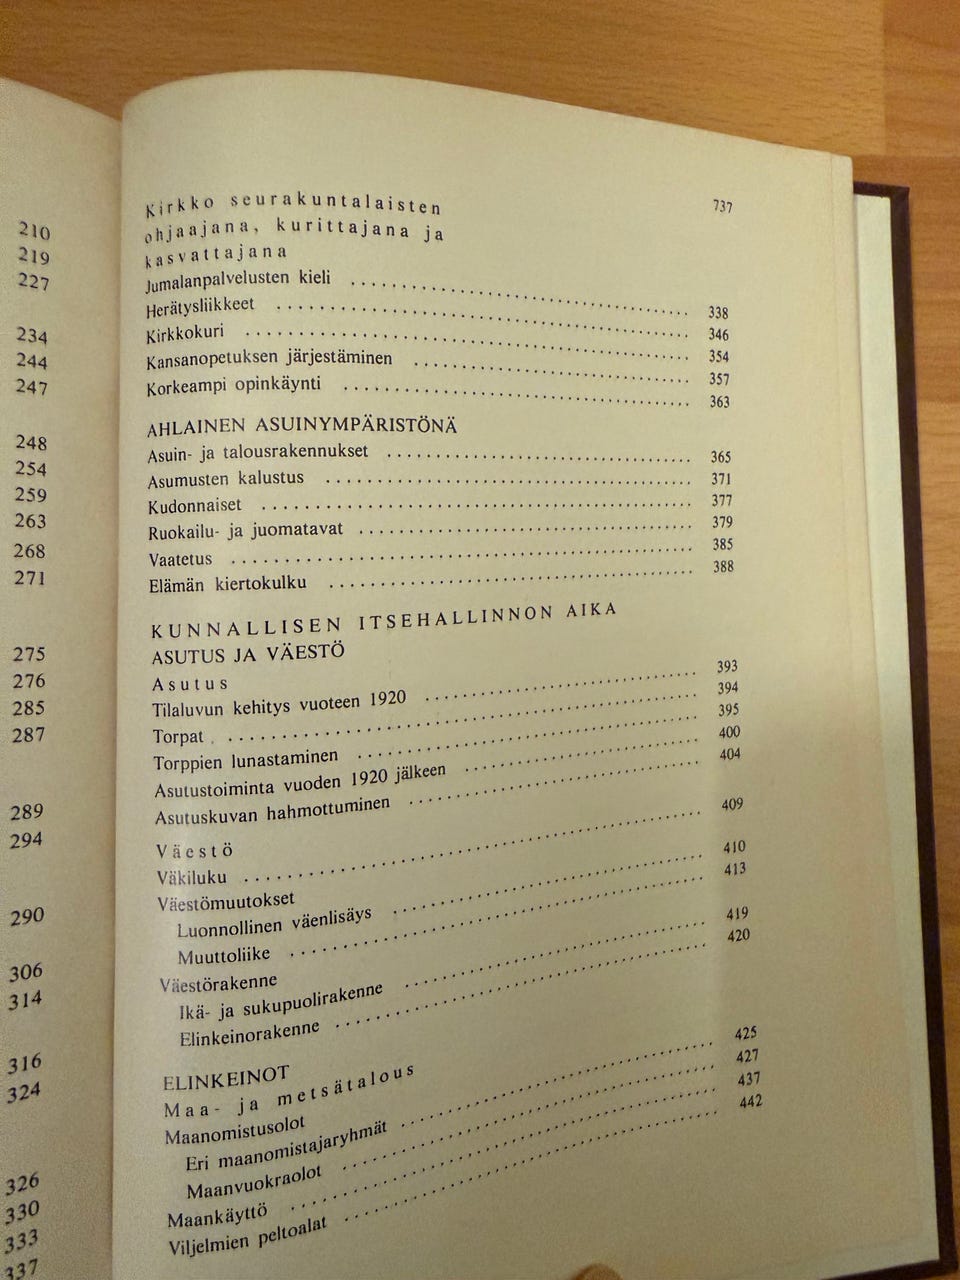 210
219
227
234
244
247
248
254
259
263
268
271
275
276
285
287
289
294
290
306
314
316
324
326
330
333
337
737
Kirkko seurakuntalaisten
ohjaajana, kurittajana ja
kasvattajana
Jumalanpalvelusten kieli ........ 338
Herätysliikkeet ........ 346
Kirkkokuri ........ 354
Kansanopetuksen järjestäminen ........ 357
Korkeampi opinkäynti ........ 363
AHLAINEN ASUINYMPÄRISTÖNÄ
Asuin- ja talousrakennukset ........ 365
Asumusten kalustus ........ 371
Kudonnaiset ........ 377
Ruokailu- ja juomatavat ........ 379
Vaatetus ........ 385
Elämän kiertokulku ........ 388
KUNNALLISEN ITSEHALLINNON AIKA
ASUTUS JA VÄESTÖ
Asutus
Tilaluvun kehitys vuoteen 1920 ........ 393
Torpat ........ 394
Torppien lunastaminen ........ 395
Asutustoiminta vuoden 1920 jälkeen ........ 400
Asutuskuvan hahmottuminen ........ 404
Väestö
Väkiluku ........ 409
Väestömuutokset
Luonnollinen väenlisäys ........ 410
Muuttoliike ........ 413
Väestörakenne
Ikä- ja sukupuolirakenne ........ 419
Elinkeinorakenne ........ 420
ELINKEINOT
Maa- ja metsätalous
Maanomistusolot
Eri maanomistajaryhmät ........ 425
Maanvuokraolot ........ 427
Maankäyttö ........ 437
Viljelmien peltoalat ........ 442